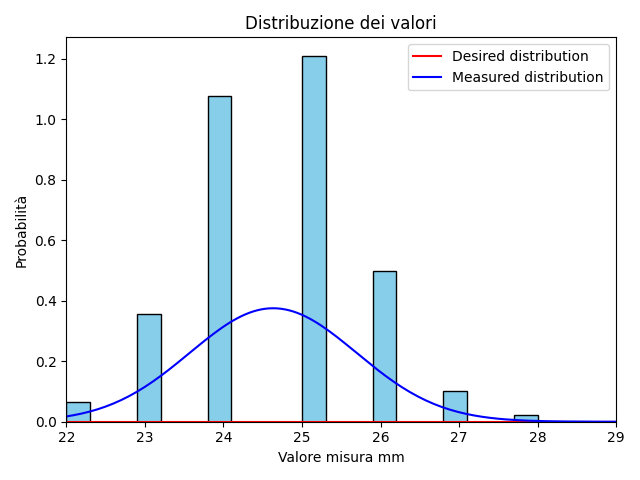 Distribuzione dei valori
Desired distribution
Measured distribution
Probabilità
1.2
1.0
0.8
0.6
0.4
0.2
0.0
22 23 24 25 26 27 28 29
Valore misura mm